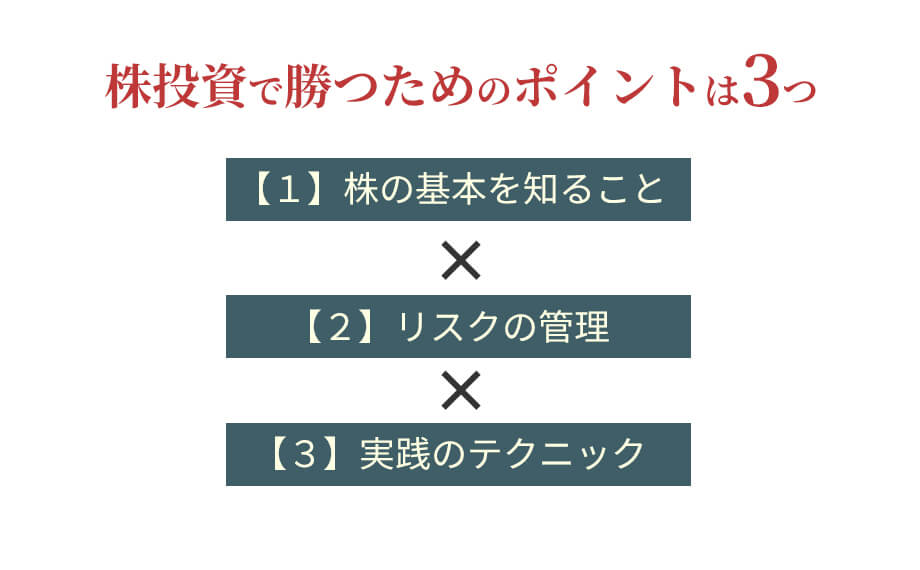 株投資で勝つためのポイントは3つ
【１】株の基本を知ること
×
【２】リスクの管理
×
【３】実践のテクニック